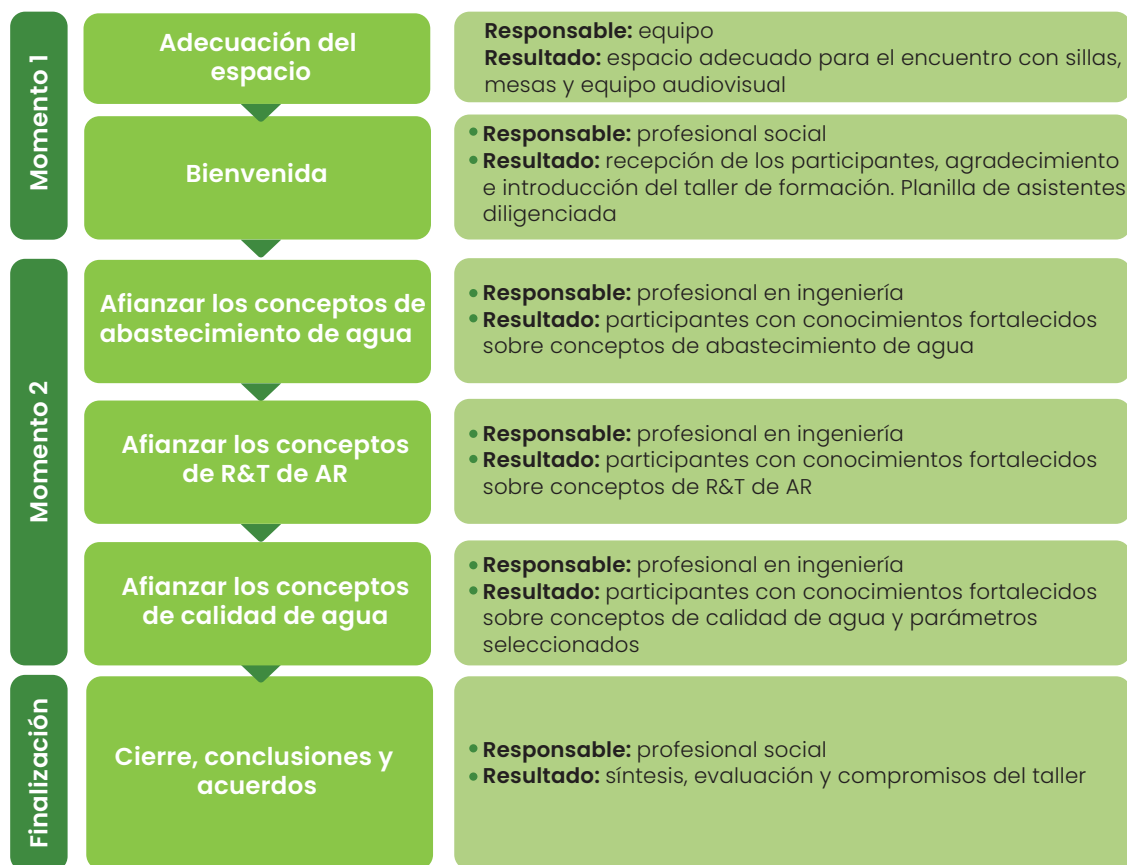 Momento 1
Adecuación del
espacio
Responsable: equipo
Resultado: espacio adecuado para el encuentro con sillas,
mesas y equipo audiovisual
Bienvenida
• Responsable: profesional social
• Resultado: recepción de los participantes, agradecimiento
e introducción del taller de formación. Planilla de asistentes
diligenciada
Momento 2
Afianzar los conceptos de
abastecimiento de agua
• Responsable: profesional en ingeniería
• Resultado: participantes con conocimientos fortalecidos
sobre conceptos de abastecimiento de agua
Afianzar los conceptos
de R&T de AR
• Responsable: profesional en ingeniería
• Resultado: participantes con conocimientos fortalecidos
sobre conceptos de R&T de AR
Afianzar los conceptos
de calidad de agua
• Responsable: profesional en ingeniería
• Resultado: participantes con conocimientos fortalecidos
sobre conceptos de calidad de agua y parámetros
seleccionados
Finalización
Cierre, conclusiones y
acuerdos
• Responsable: profesional social
• Resultado: síntesis, evaluación y compromisos del taller